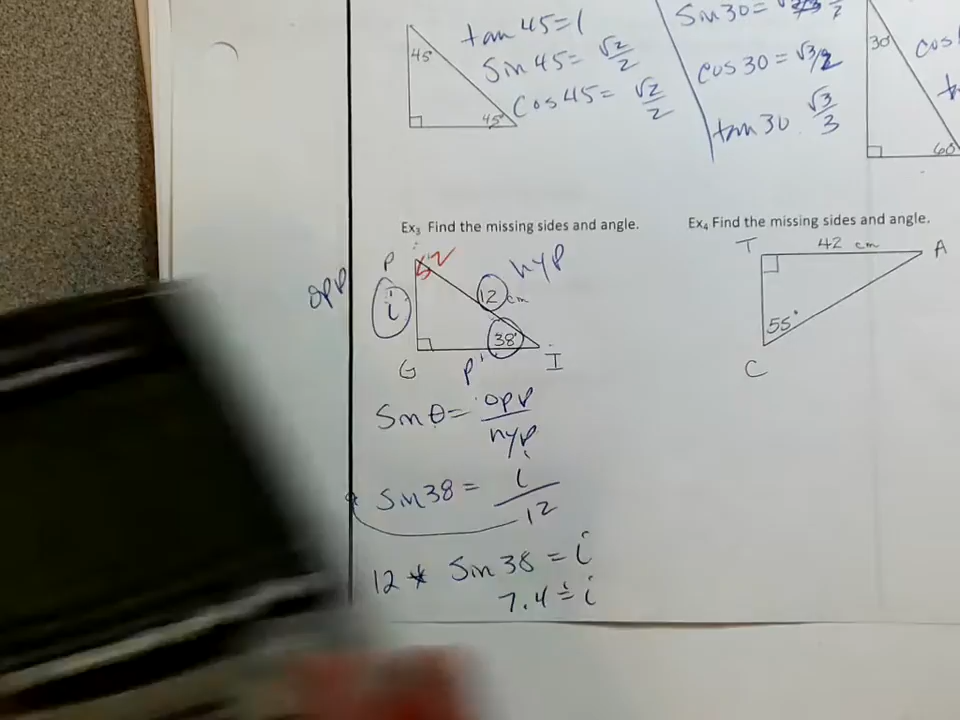 45°
tan 45 = 1
sin 45 = √2/2
cos 45 = √2/2
45°
cos 30 = √3/2
tan 30 √3/3
30°
60°
Ex3 Find the missing sides and angle.
P
52
hyp
opp
i
12 cm
38°
G
p'
I
Sin θ = opp/hyp
Sin 38 = i/12
12 * Sin 38 = i
7.4 ≐ i
Ex4 Find the missing sides and angle.
T
42 cm
A
55°
C